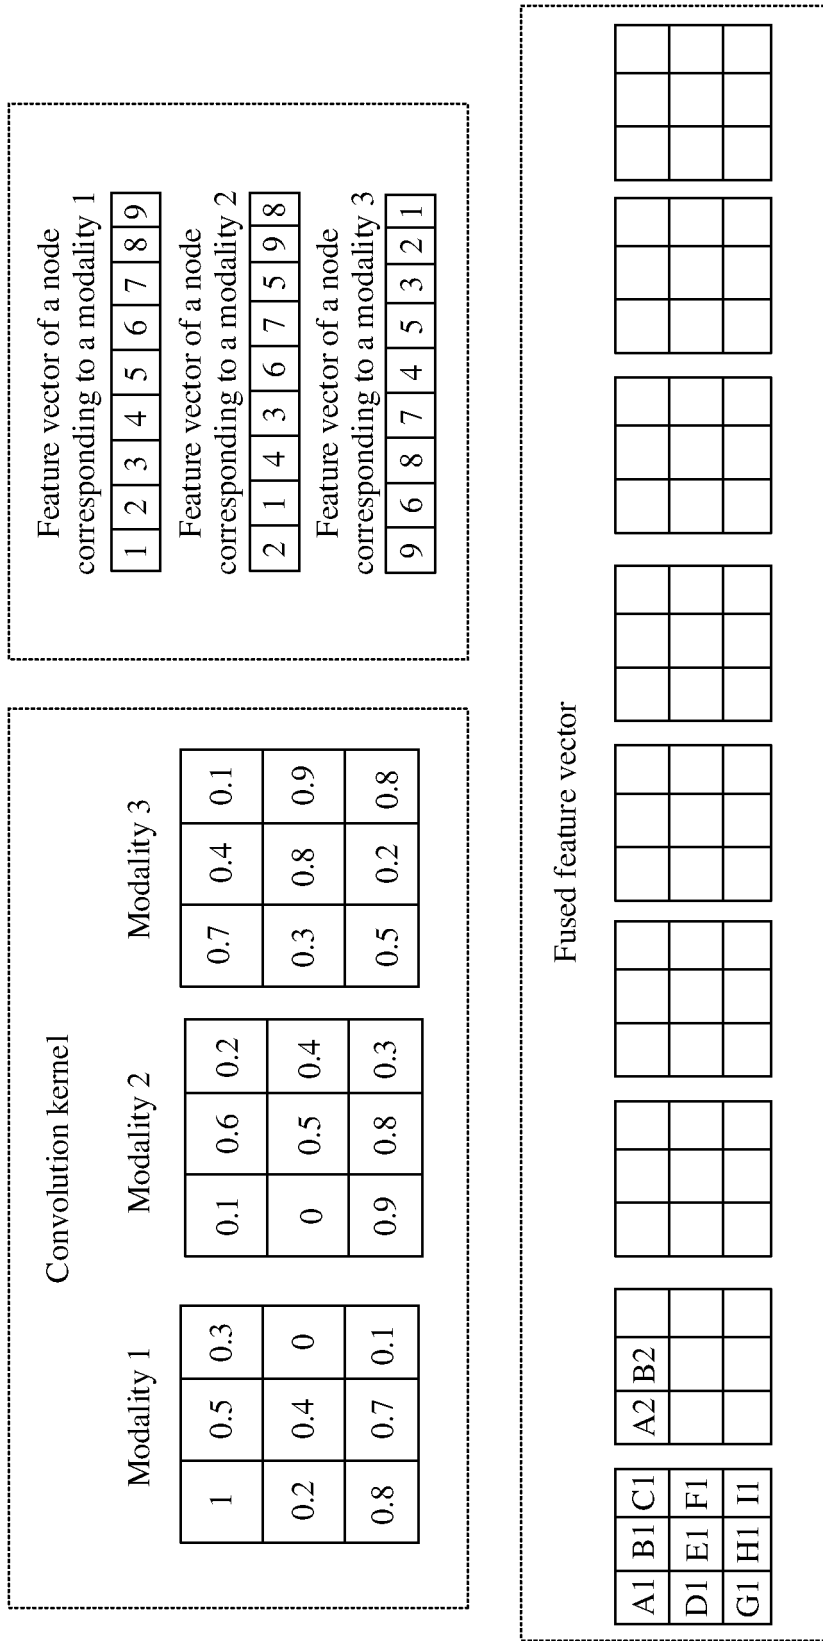 Convolution kernel
Modality 1
1 0.5 0.3
0.2 0.4 0
0.8 0.7 0.1
Modality 2
0.1 0.6 0.2
0 0.5 0.4
0.9 0.8 0.3
Modality 3
0.7 0.4 0.1
0.3 0.8 0.9
0.5 0.2 0.8
Feature vector of a node
corresponding to a modality 1
1 2 3 4 5 6 7 8 9
Feature vector of a node
corresponding to a modality 2
2 1 4 3 6 7 5 9 8
Feature vector of a node
corresponding to a modality 3
9 6 8 7 4 5 3 2 1
Fused feature vector
A1 B1 C1
D1 E1 F1
G1 H1 I1
A2 B2